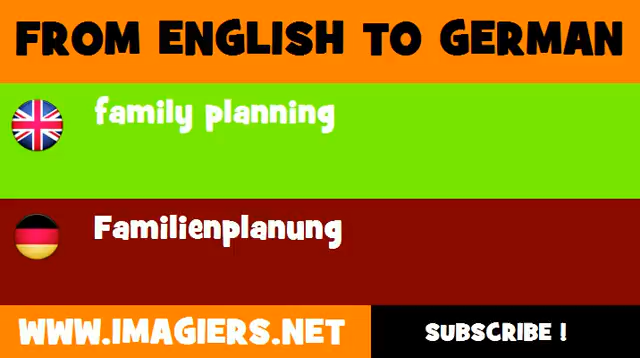 FROM ENGLISH TO GERMAN
family planning
Familienplanung
WWW.IMAGIERS.NET
SUBSCRIBE !